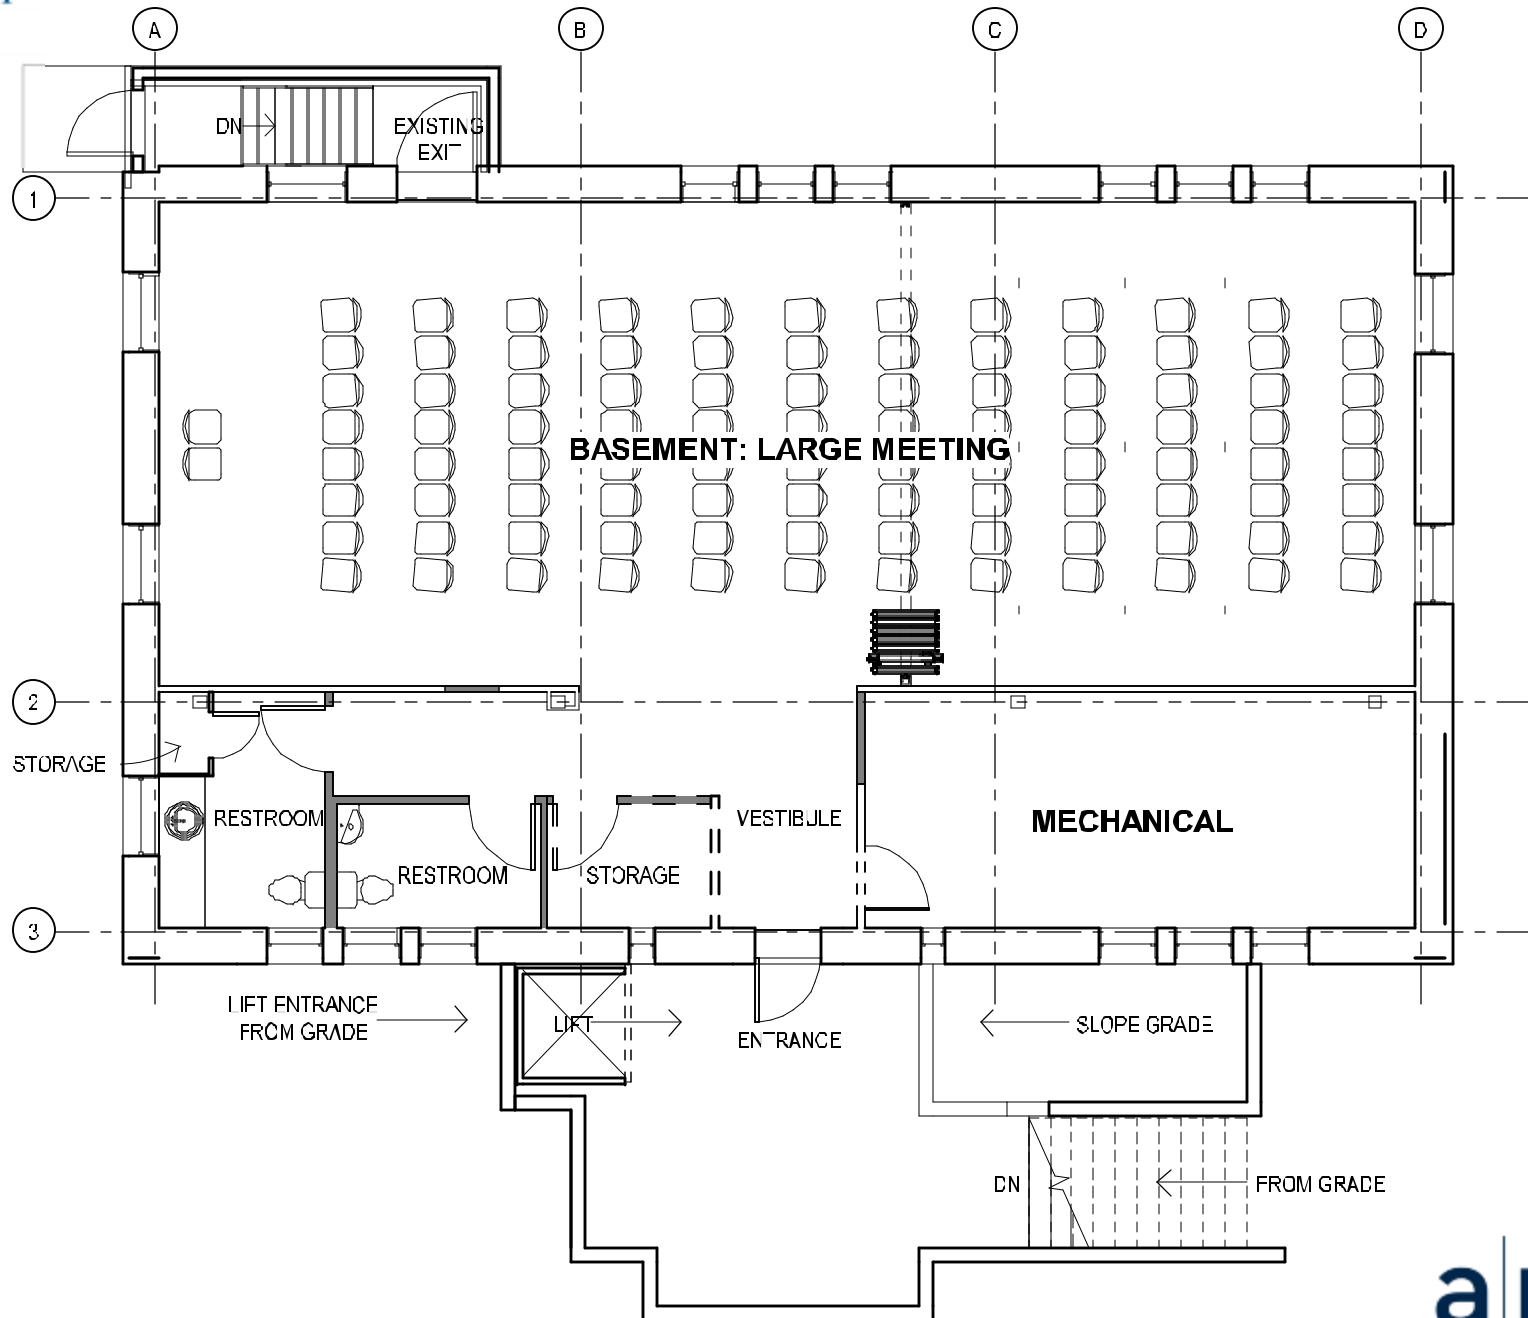 A
B
C
D
DN
EXISTING
EXIT
1
BASEMENT: LARGE MEETING
2
STORAGE
RESTROOM
VESTIBULE
MECHANICAL
RESTROOM
STORAGE
3
LIFT ENTRANCE
FROM GRADE
LIFT
ENTRANCE
SLOPE GRADE
DN
FROM GRADE
a